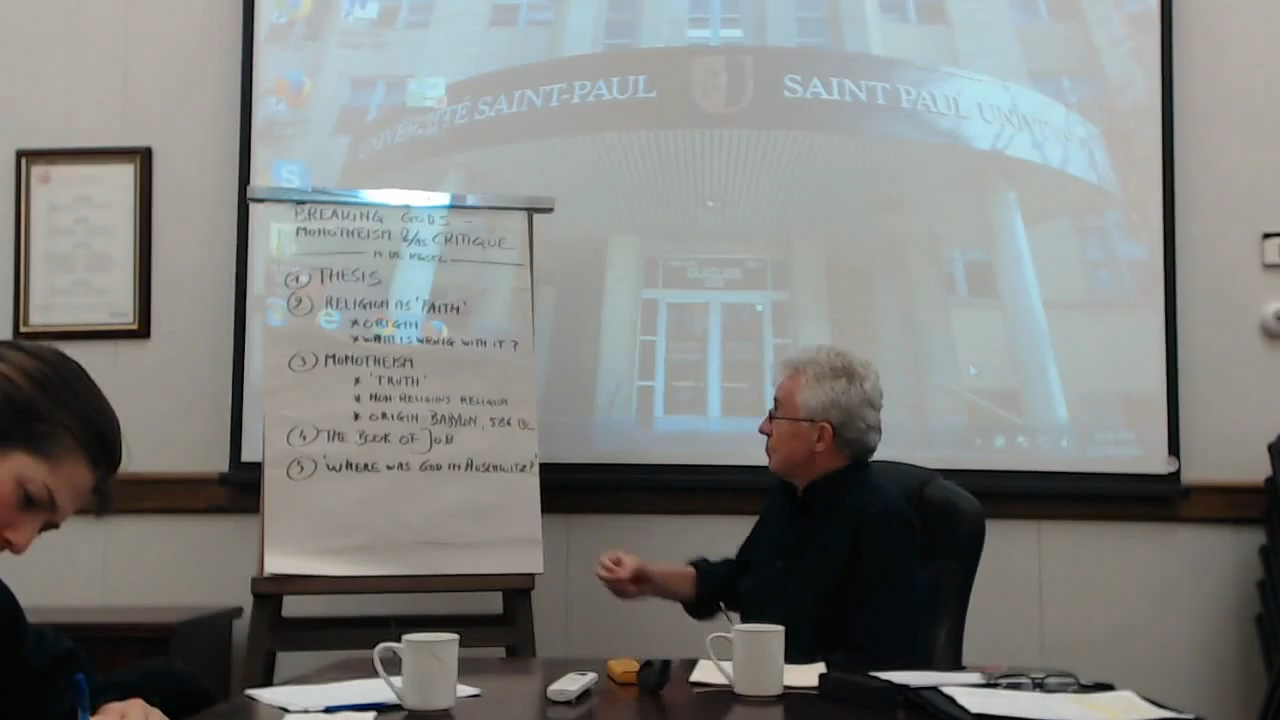 UNIVERSITÉ SAINT-PAUL
SAINT PAUL UNIVERS
BREAKING GODS –
MONOTHEISM &/AS CRITIQUE
① THESIS
② RELIGION AS 'FAITH'
* ORIGIN
* WHAT IS WRONG WITH IT?
③ MONOTHEISM
* 'TRUTH'
* NON-RELIGIOUS RELIGION
* ORIGIN BABYLON, 586 BC
④ THE BOOK OF JOB
⑤ 'WHERE WAS GOD IN AUSCHWITZ?'
GUIGUES